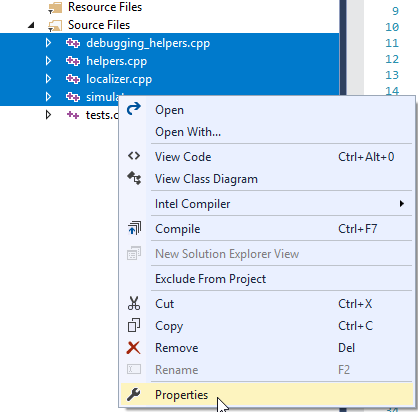 Resource Files
Source Files
debugging_helpers.cpp
helpers.cpp
localizer.cpp
tests.c
Open
Open With...
View Code Ctrl+Alt+0
View Class Diagram
Intel Compiler
Compile Ctrl+F7
New Solution Explorer View
Exclude From Project
Cut Ctrl+X
Copy Ctrl+C
Remove Del
Rename F2
Properties
9
10
11
12
13
14